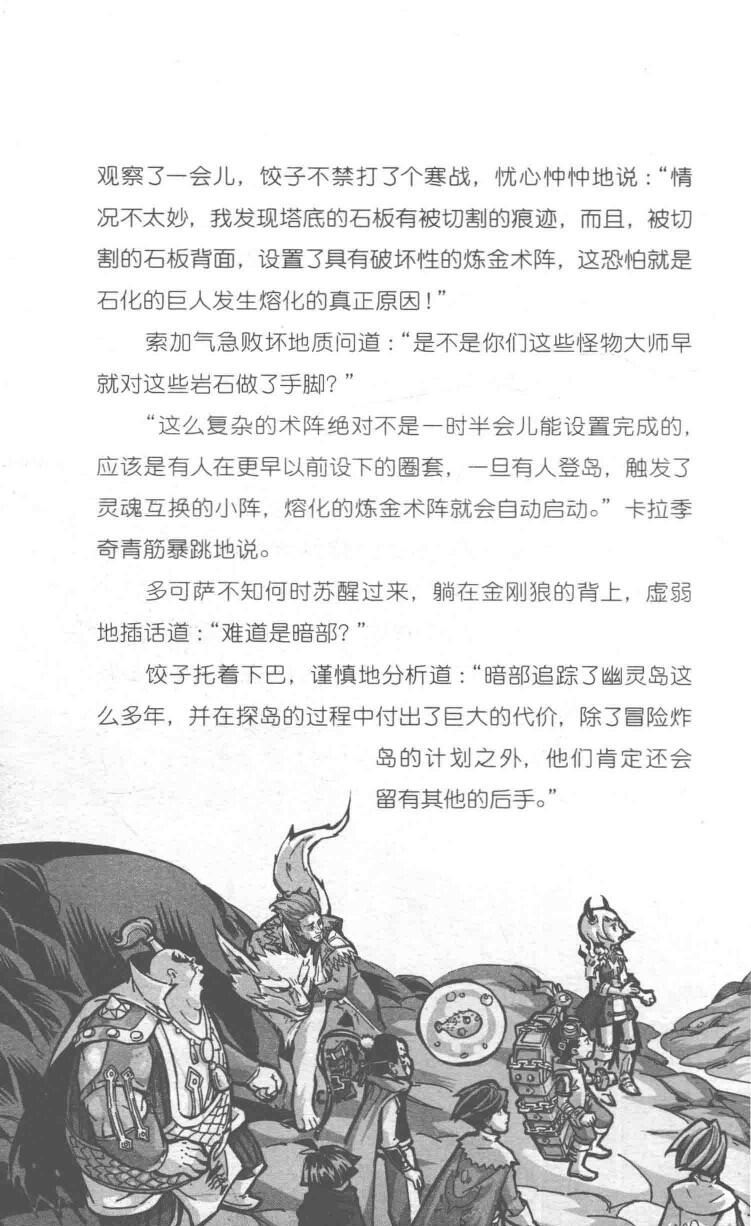 观察了一会儿，饺子不禁打了个寒战，忧心忡忡地说：“情
况不太妙，我发现塔底的石板有被切割的痕迹，而且，被切
割的石板背面，设置了具有破坏性的炼金术阵，这恐怕就是
石化的巨人发生熔化的真正原因！”
索加气急败坏地质问道：“是不是你们这些怪物大师早
就对这些岩石做了手脚？”
“这么复杂的术阵绝对不是一时半会儿能设置完成的，
应该是有人在更早以前设下的圈套，一旦有人登岛，触发了
灵魂互换的小阵，熔化的炼金术阵就会自动启动。”卡拉季
奇青筋暴跳地说。
多可萨不知何时苏醒过来，躺在金刚狼的背上，虚弱
地插话道：“难道是暗部？”
饺子托着下巴，谨慎地分析道：“暗部追踪了幽灵岛这
么多年，并在探岛的过程中付出了巨大的代价，除了冒险炸
岛的计划之外，他们肯定还会
留有其他的后手。”